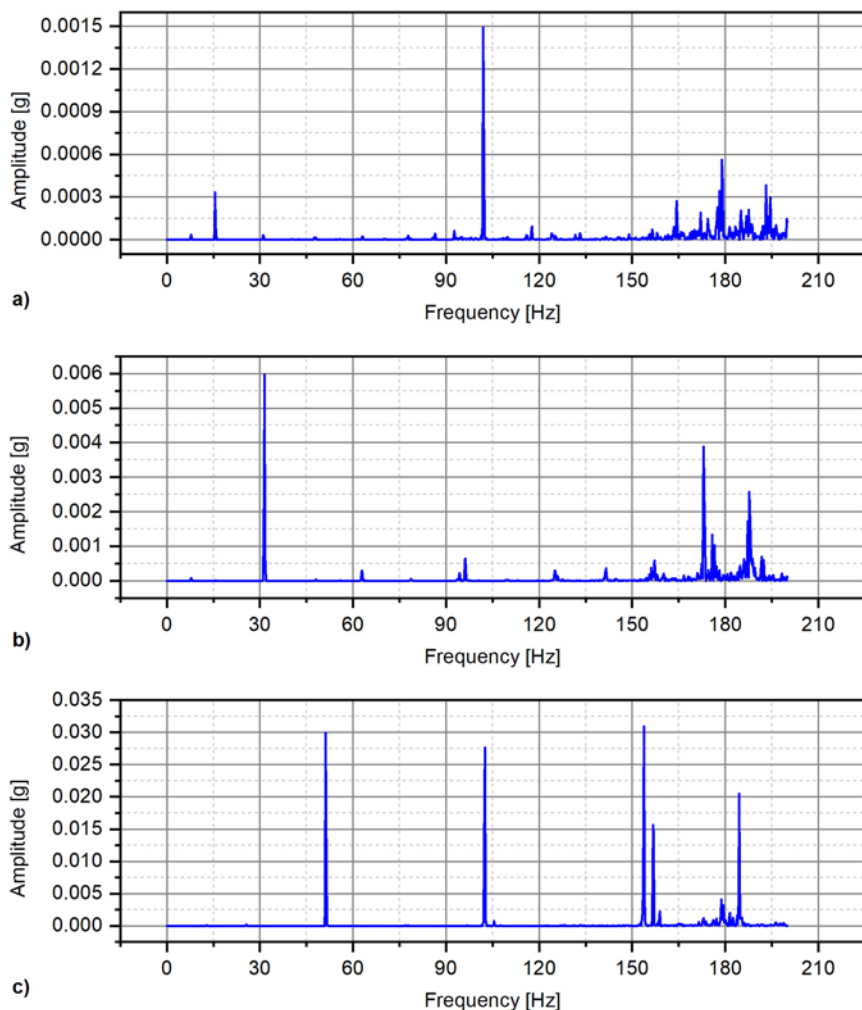 0.0015
0.0012
0.0009
0.0006
0.0003
0.0000
Amplitude [g]
0 30 60 90 120 150 180 210
Frequency [Hz]
a)
0.006
0.005
0.004
0.003
0.002
0.001
0.000
Amplitude [g]
0 30 60 90 120 150 180 210
Frequency [Hz]
b)
0.035
0.030
0.025
0.020
0.015
0.010
0.005
0.000
Amplitude [g]
0 30 60 90 120 150 180 210
Frequency [Hz]
c)